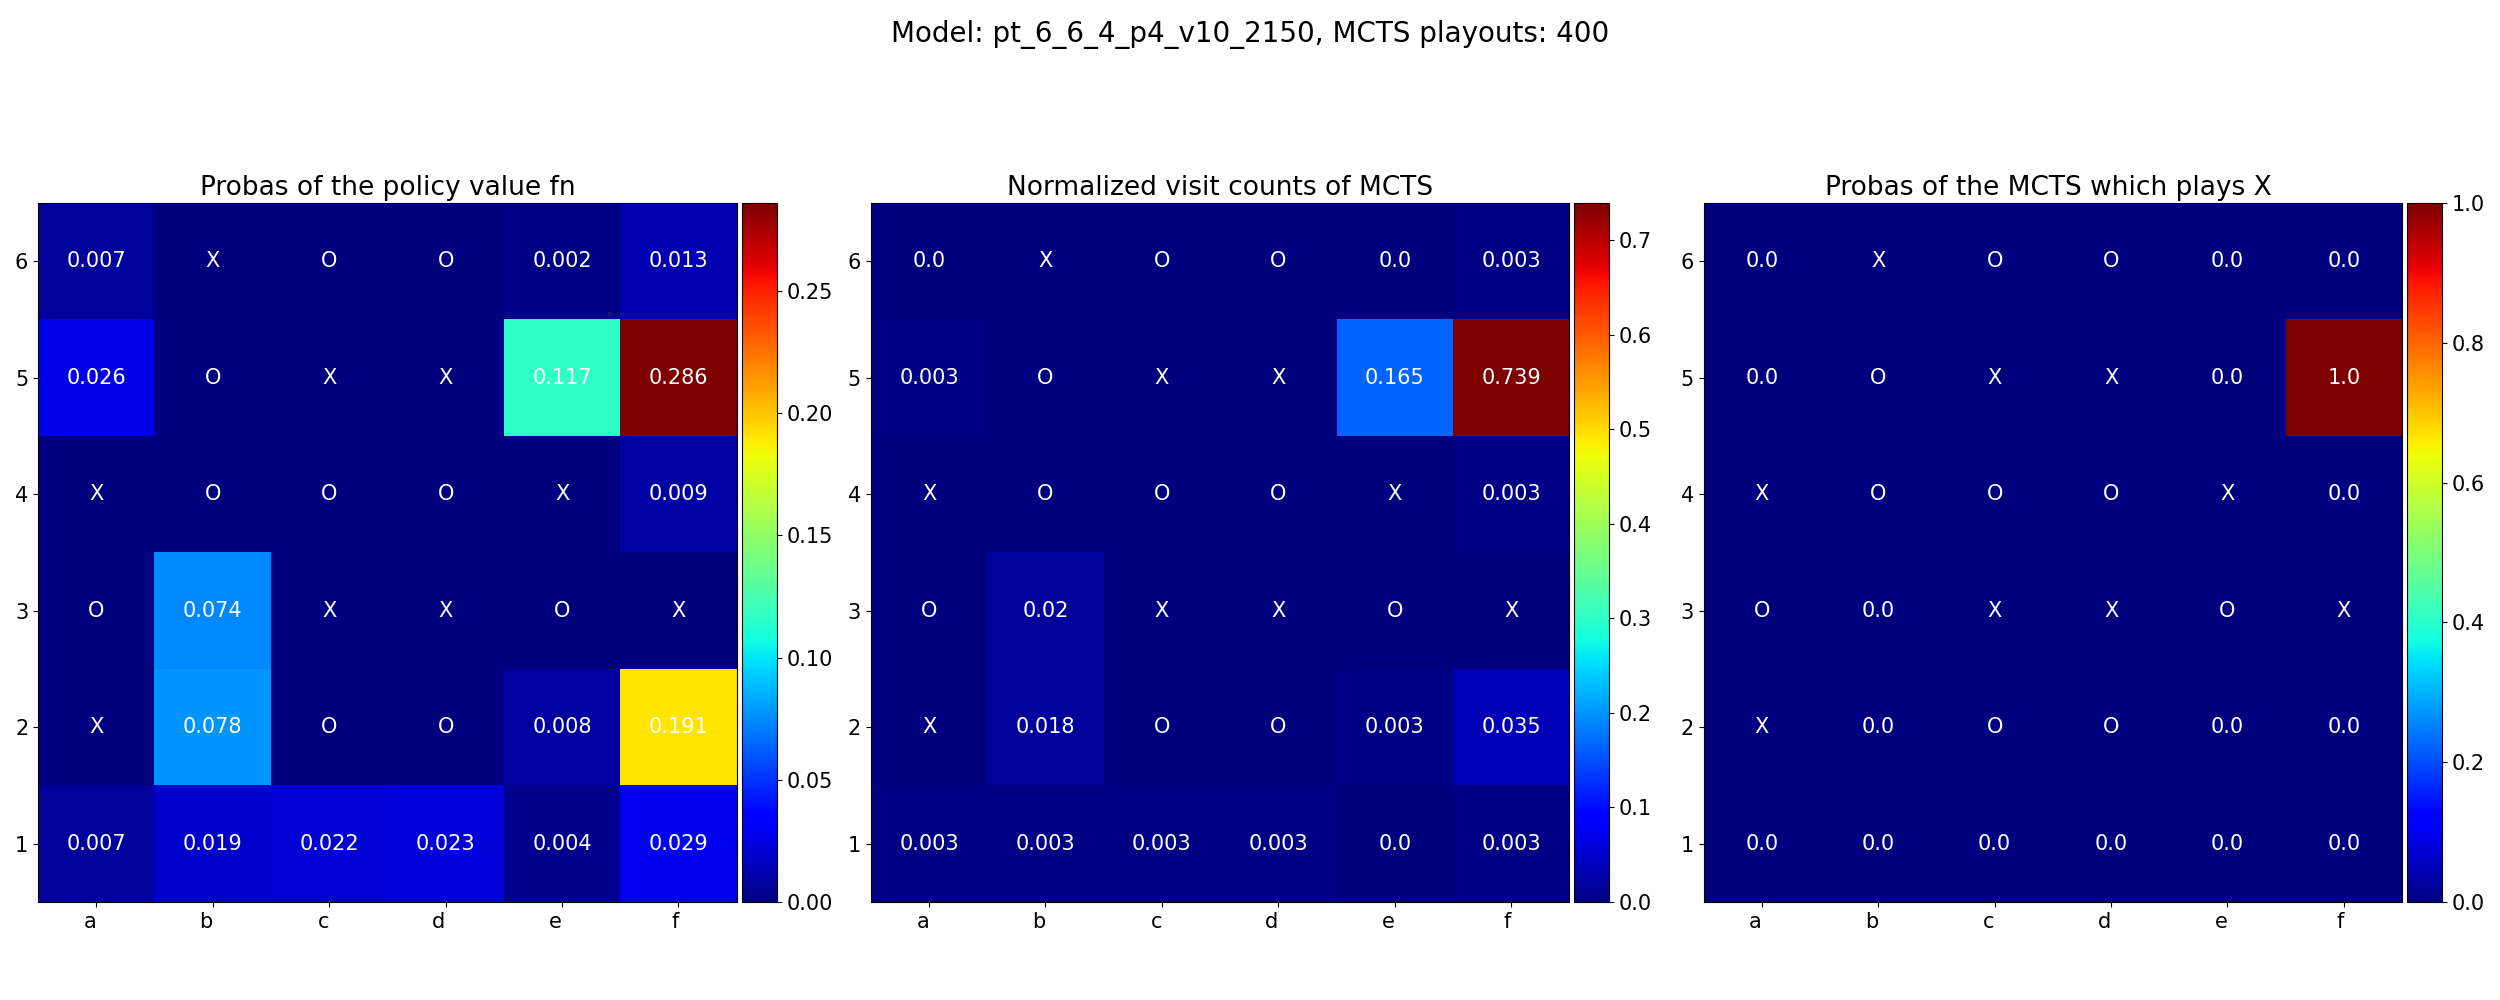 Model: pt_6_6_4_p4_v10_2150, MCTS playouts: 400
Probas of the policy value fn
6 0.007 X O O 0.002 0.013
5 0.026 O X X 0.117 0.286
4 X O O O X 0.009
3 O 0.074 X X O X
2 X 0.078 O O 0.008 0.191
1 0.007 0.019 0.022 0.023 0.004 0.029
a b c d e f
0.25
0.20
0.15
0.10
0.05
0.00
Normalized visit counts of MCTS
6 0.0 X O O 0.0 0.003
5 0.003 O X X 0.165 0.739
4 X O O O X 0.003
3 O 0.02 X X O X
2 X 0.018 O O 0.003 0.035
1 0.003 0.003 0.003 0.003 0.0 0.003
a b c d e f
0.7
0.6
0.5
0.4
0.3
0.2
0.1
0.0
Probas of the MCTS which plays X
6 0.0 X O O 0.0 0.0
5 0.0 O X X 0.0 1.0
4 X O O O X 0.0
3 O 0.0 X X O X
2 X 0.0 O O 0.0 0.0
1 0.0 0.0 0.0 0.0 0.0 0.0
a b c d e f
1.0
0.8
0.6
0.4
0.2
0.0